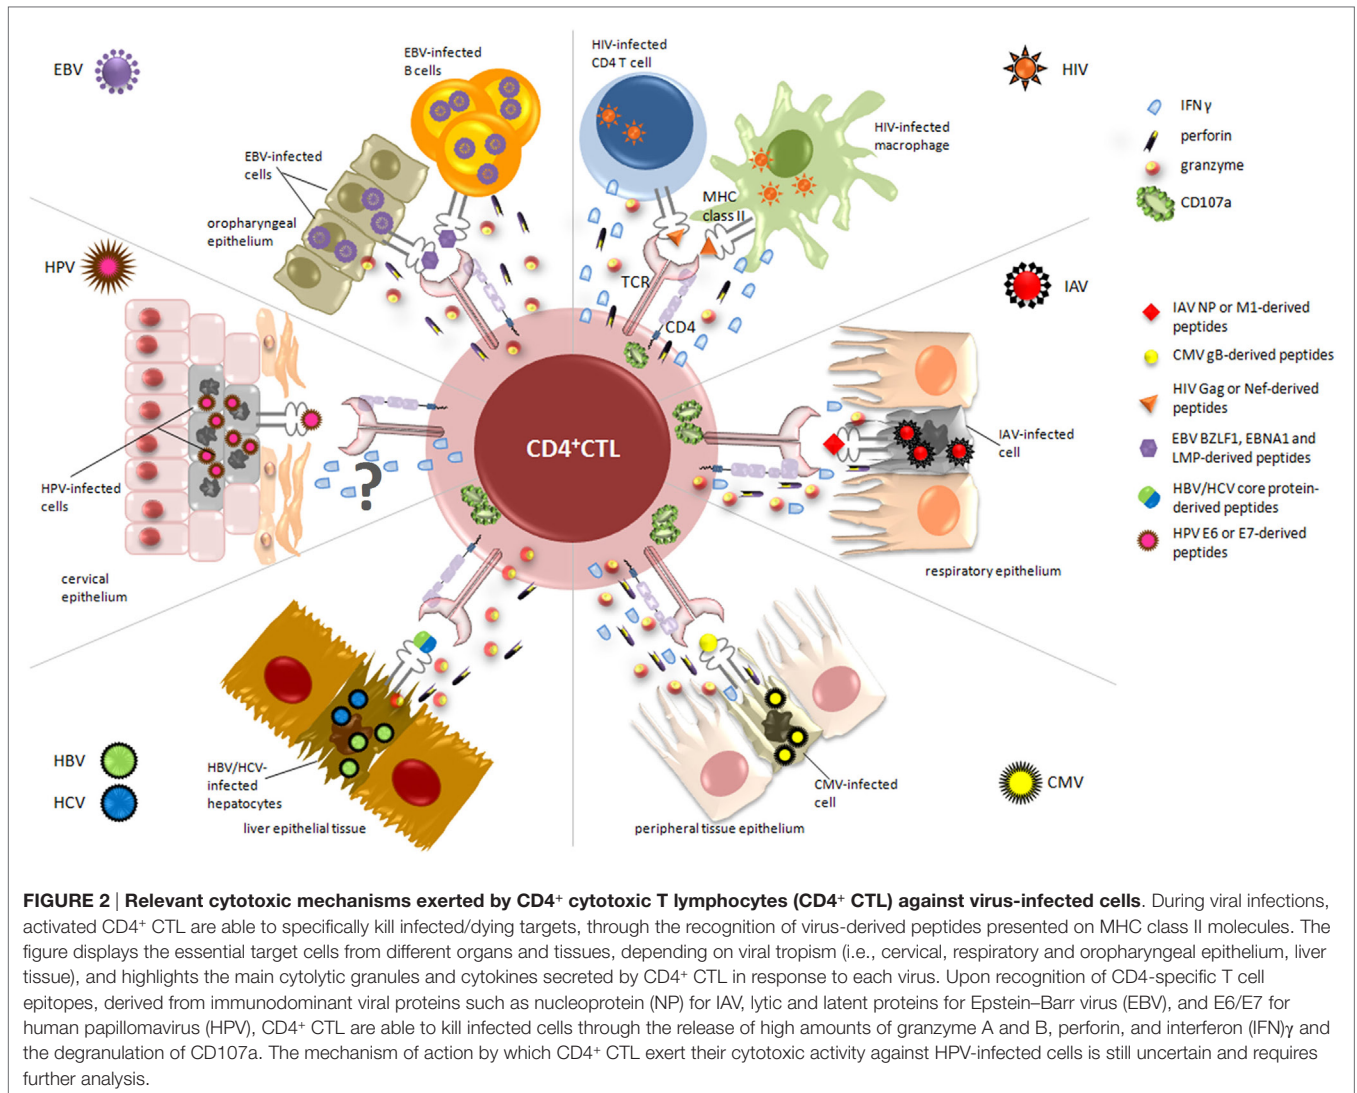 EBV
EBV-infected
B cells
HIV-infected
CD4 T cell
HIV
IFN γ
perforin
granzyme
CD107a
HIV-infected
macrophage
EBV-infected
cells
oropharyngeal
epithelium
MHC
class II
HPV
TCR
CD4
IAV
IAV NP or M1-derived
peptides
CMV gB-derived peptides
HIV Gag or Nef-derived
peptides
EBV BZLF1, EBNA1 and
LMP-derived peptides
HBV/HCV core protein-
derived peptides
HPV E6 or E7-derived
peptides
CD4+CTL
IAV-infected
cell
HPV-infected
cells
?
cervical
epithelium
respiratory epithelium
HBV
HCV
HBV/HCV-
infected
hepatocytes
liver epithelial tissue
CMV-infected
cell
peripheral tissue epithelium
CMV
FIGURE 2 | Relevant cytotoxic mechanisms exerted by CD4+ cytotoxic T lymphocytes (CD4+ CTL) against virus-infected cells. During viral infections,
activated CD4+ CTL are able to specifically kill infected/dying targets, through the recognition of virus-derived peptides presented on MHC class II molecules. The
figure displays the essential target cells from different organs and tissues, depending on viral tropism (i.e., cervical, respiratory and oropharyngeal epithelium, liver
tissue), and highlights the main cytolytic granules and cytokines secreted by CD4+ CTL in response to each virus. Upon recognition of CD4-specific T cell
epitopes, derived from immunodominant viral proteins such as nucleoprotein (NP) for IAV, lytic and latent proteins for Epstein–Barr virus (EBV), and E6/E7 for
human papillomavirus (HPV), CD4+ CTL are able to kill infected cells through the release of high amounts of granzyme A and B, perforin, and interferon (IFN)γ and
the degranulation of CD107a. The mechanism of action by which CD4+ CTL exert their cytotoxic activity against HPV-infected cells is still uncertain and requires
further analysis.